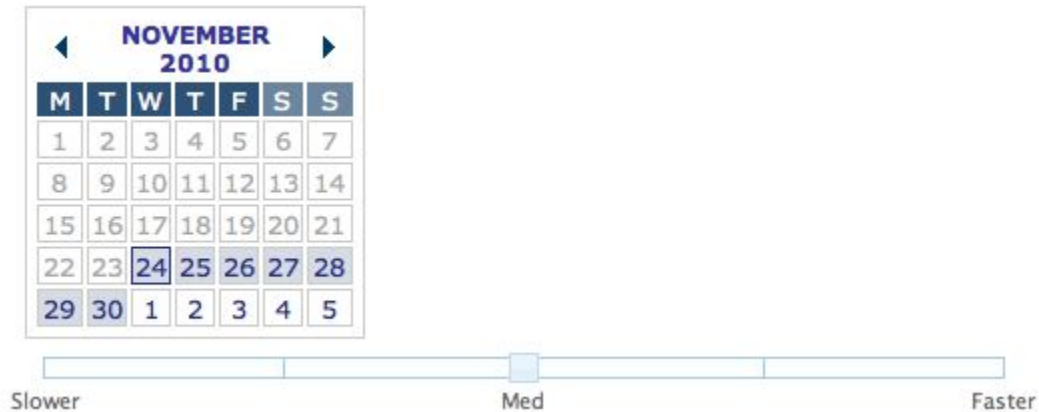 NOVEMBER
2010
M T W T F S S
1 2 3 4 5 6 7
8 9 10 11 12 13 14
15 16 17 18 19 20 21
22 23 24 25 26 27 28
29 30 1 2 3 4 5
Slower Med Faster